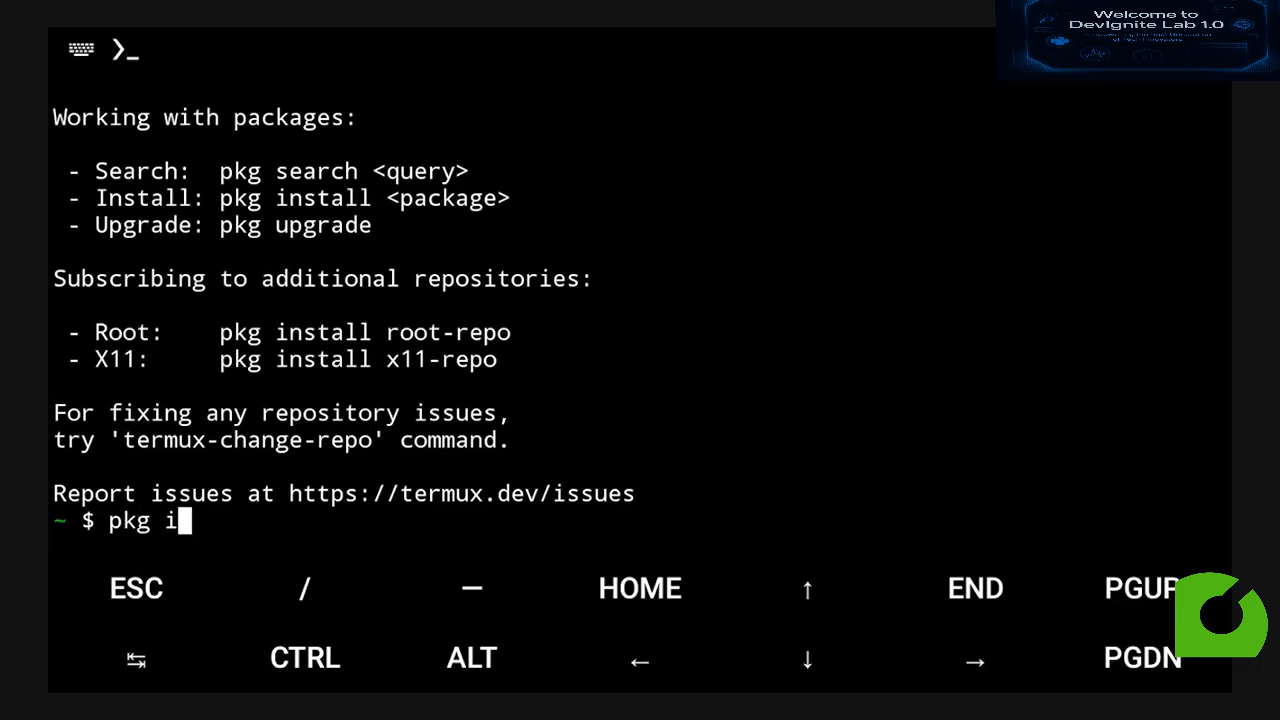 Welcome to
DevIgnite Lab 1.0
Working with packages:
- Search: pkg search <query>
- Install: pkg install <package>
- Upgrade: pkg upgrade
Subscribing to additional repositories:
- Root: pkg install root-repo
- X11: pkg install x11-repo
For fixing any repository issues,
try 'termux-change-repo' command.
Report issues at https://termux.dev/issues
~ $ pkg i
ESC / — HOME ↑ END PGUP
↹ CTRL ALT ← ↓ → PGDN